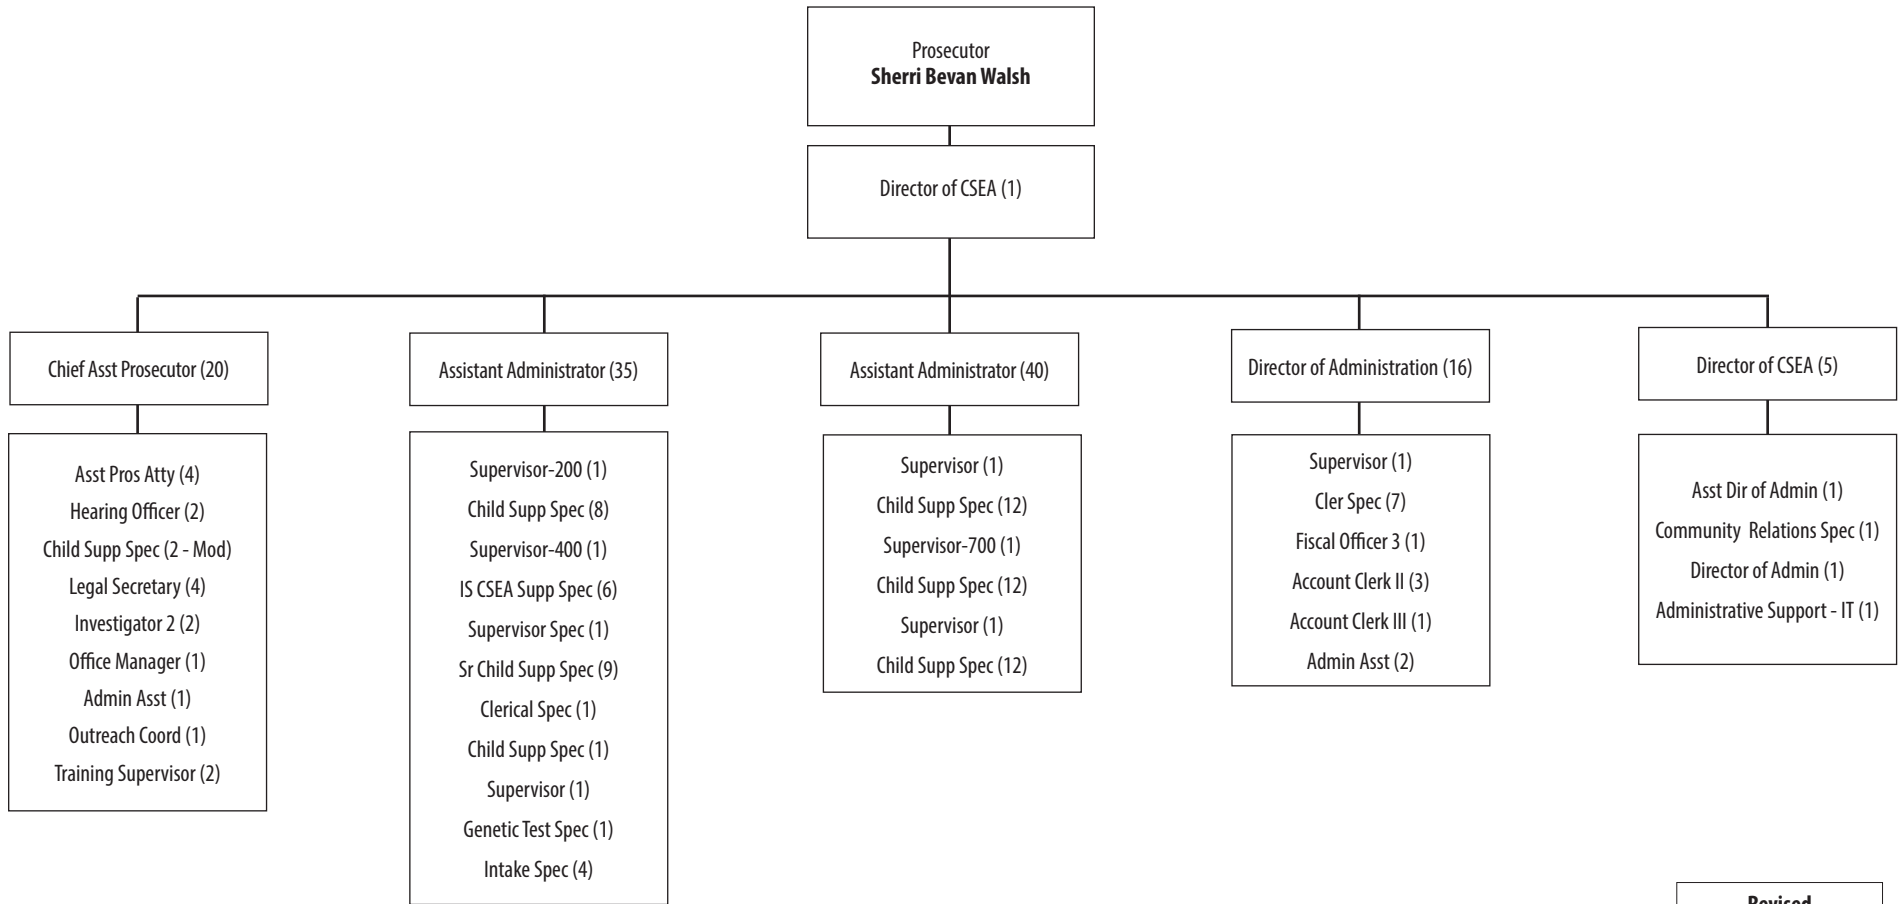 Prosecutor
Sherri Bevan Walsh
Director of CSEA (1)
Chief Asst Prosecutor (20)
Asst Pros Atty (4)
Hearing Officer (2)
Child Supp Spec (2 - Mod)
Legal Secretary (4)
Investigator 2 (2)
Office Manager (1)
Admin Asst (1)
Outreach Coord (1)
Training Supervisor (2)
Assistant Administrator (35)
Supervisor-200 (1)
Child Supp Spec (8)
Supervisor-400 (1)
IS CSEA Supp Spec (6)
Supervisor Spec (1)
Sr Child Supp Spec (9)
Clerical Spec (1)
Child Supp Spec (1)
Supervisor (1)
Genetic Test Spec (1)
Intake Spec (4)
Assistant Administrator (40)
Supervisor (1)
Child Supp Spec (12)
Supervisor-700 (1)
Child Supp Spec (12)
Supervisor (1)
Child Supp Spec (12)
Director of Administration (16)
Supervisor (1)
Cler Spec (7)
Fiscal Officer 3 (1)
Account Clerk II (3)
Account Clerk III (1)
Admin Asst (2)
Director of CSEA (5)
Asst Dir of Admin (1)
Community  Relations Spec (1)
Director of Admin (1)
Administrative Support - IT (1)
Revised